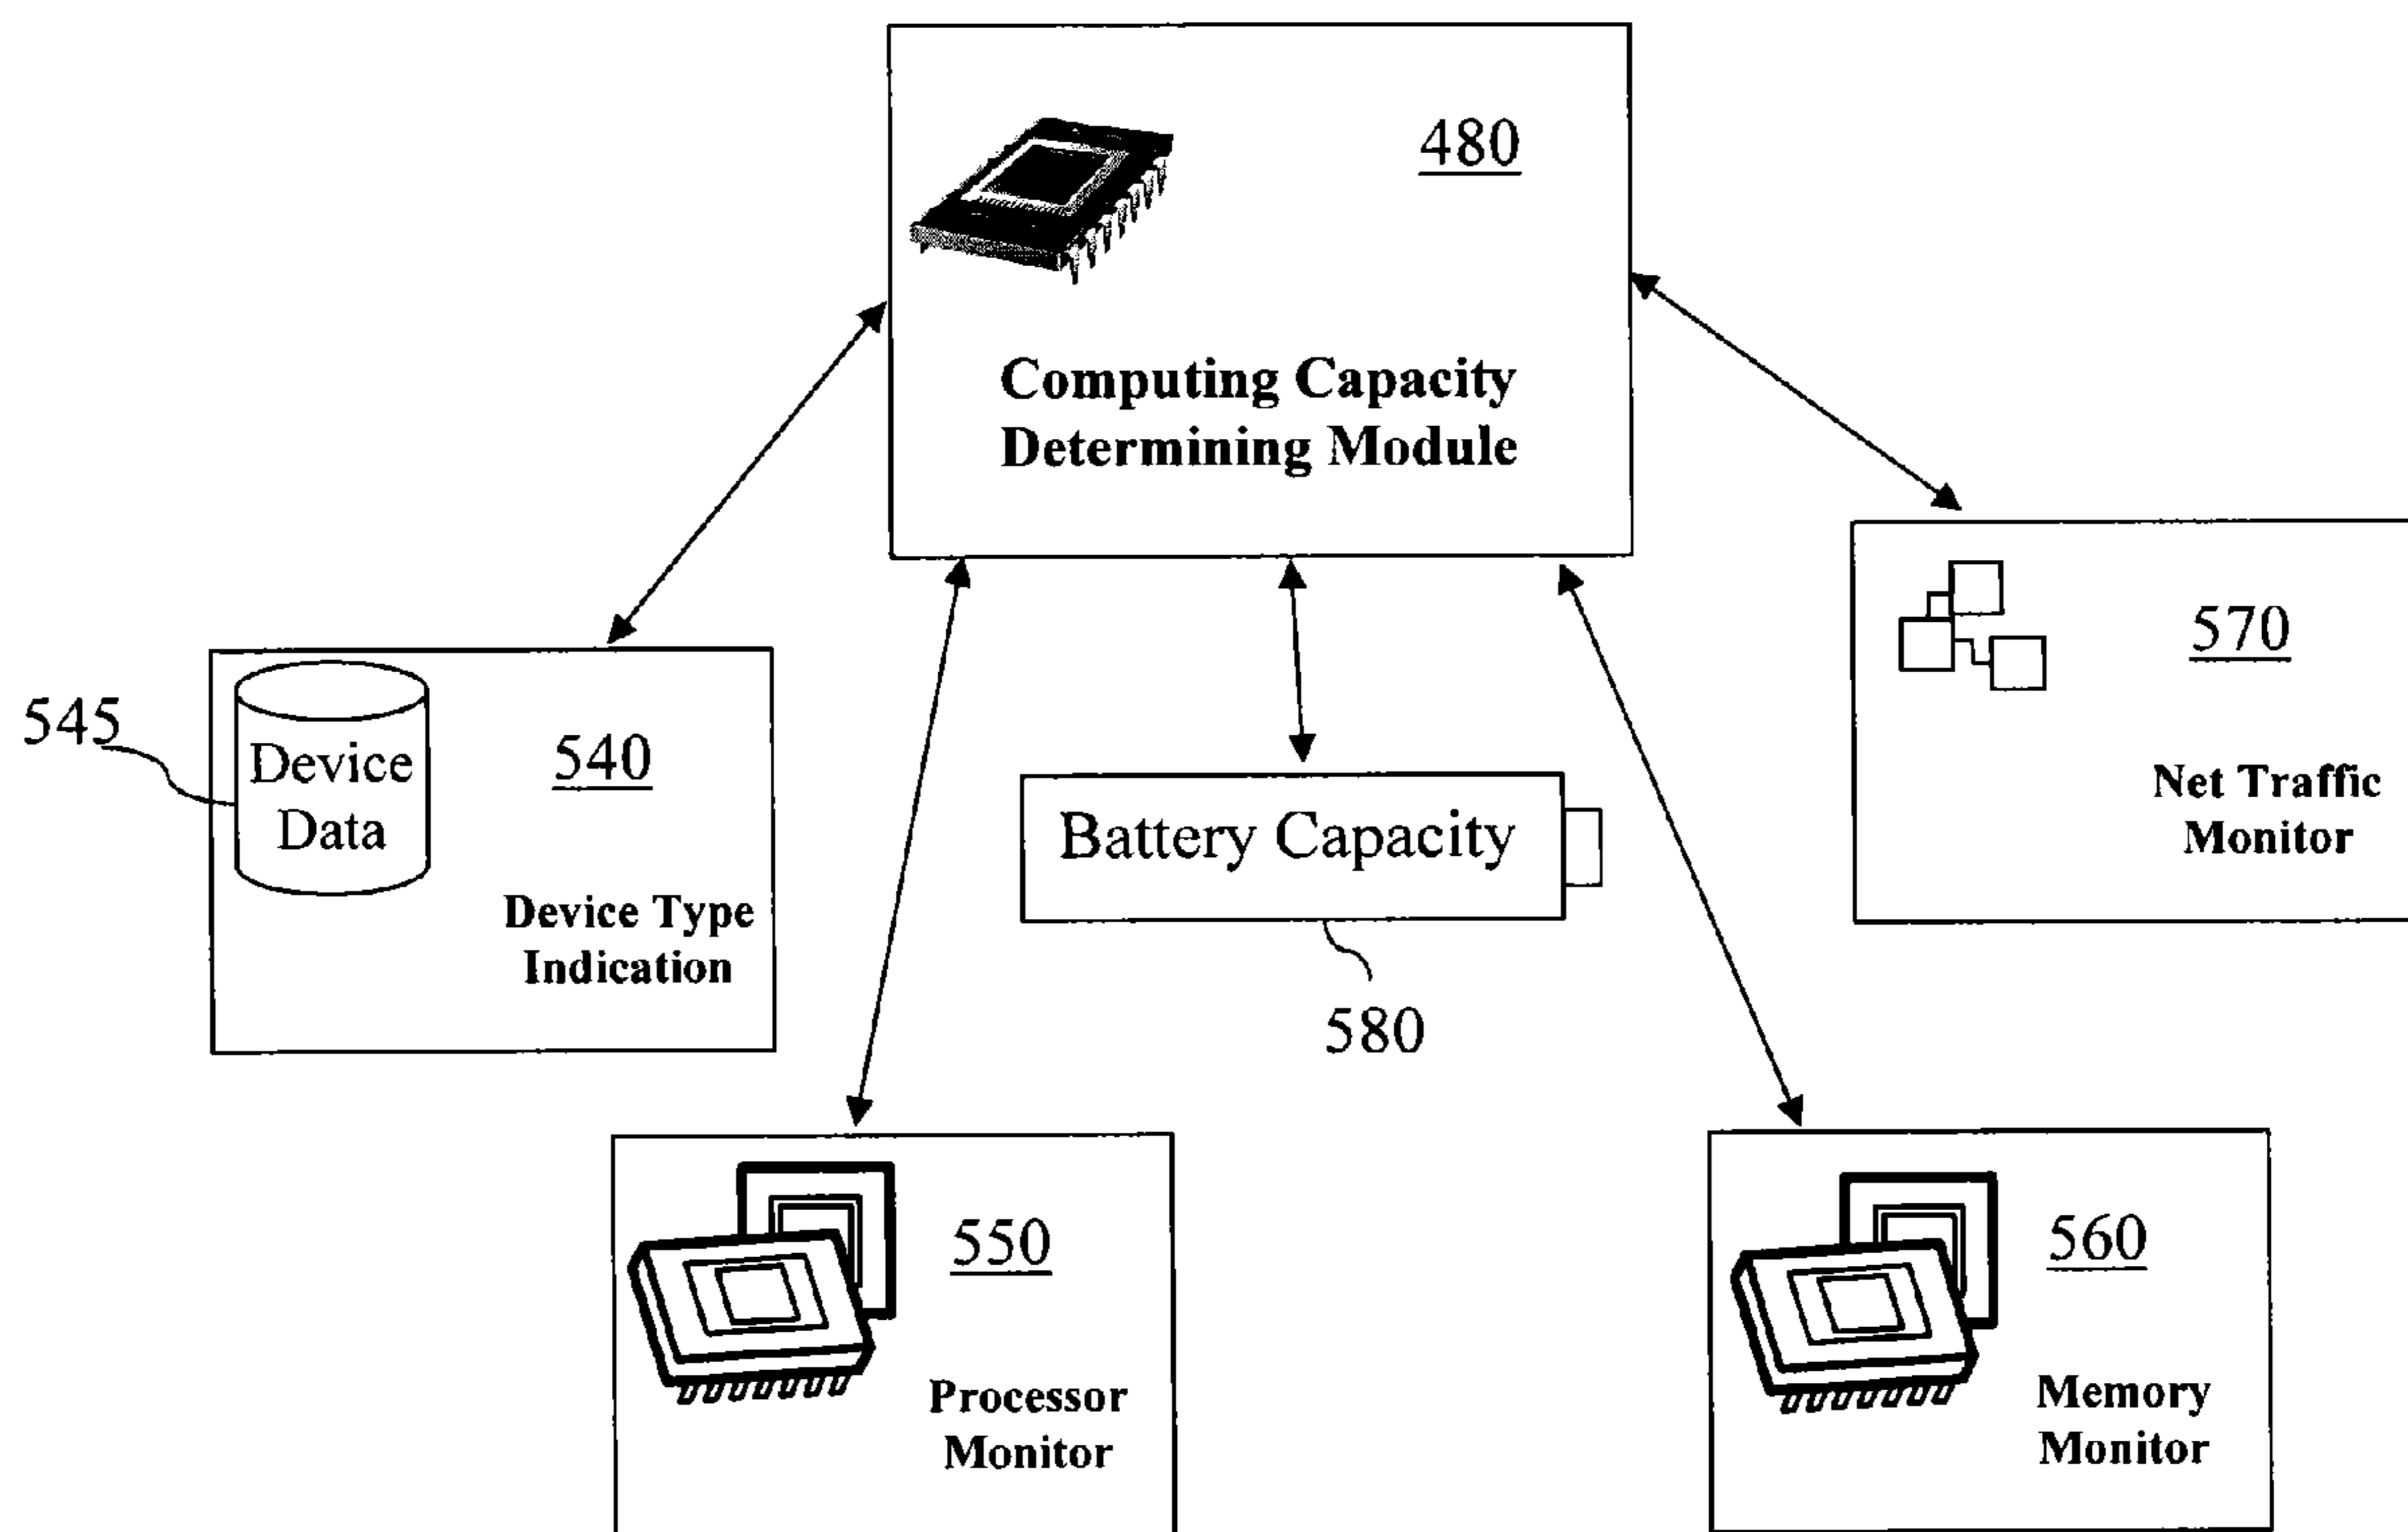 480
Computing Capacity
Determining Module
545
Device
Data
540
Device Type
Indication
Battery Capacity
580
570
Net Traffic
Monitor
550
Processor
Monitor
560
Memory
Monitor